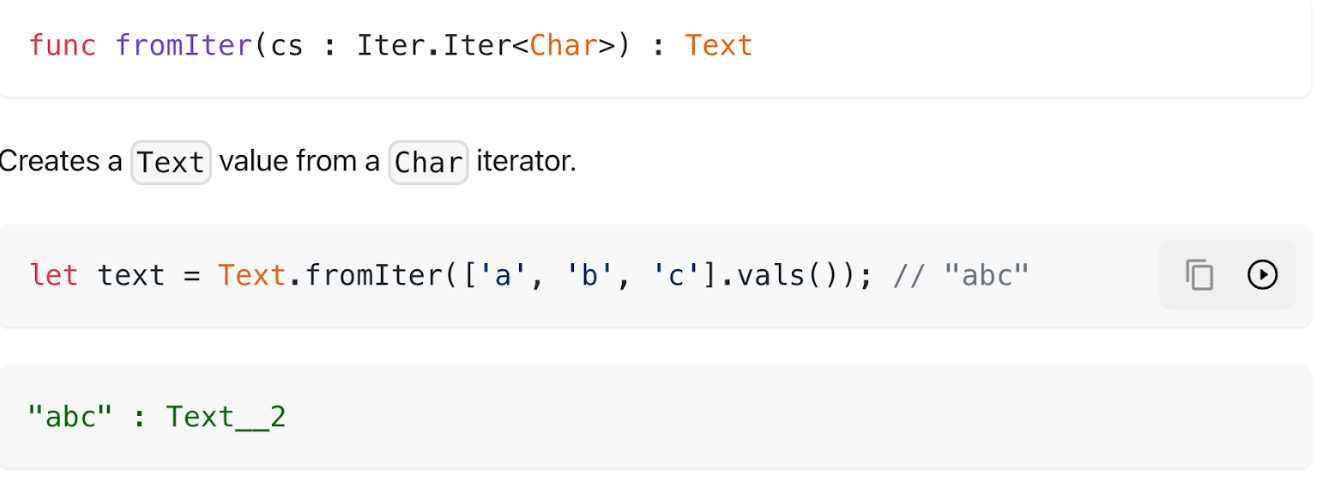 func fromIter(cs : Iter.Iter<Char>) : Text
Creates a Text value from a Char iterator.
let text = Text.fromIter(['a', 'b', 'c'].vals()); // "abc"
"abc" : Text__2